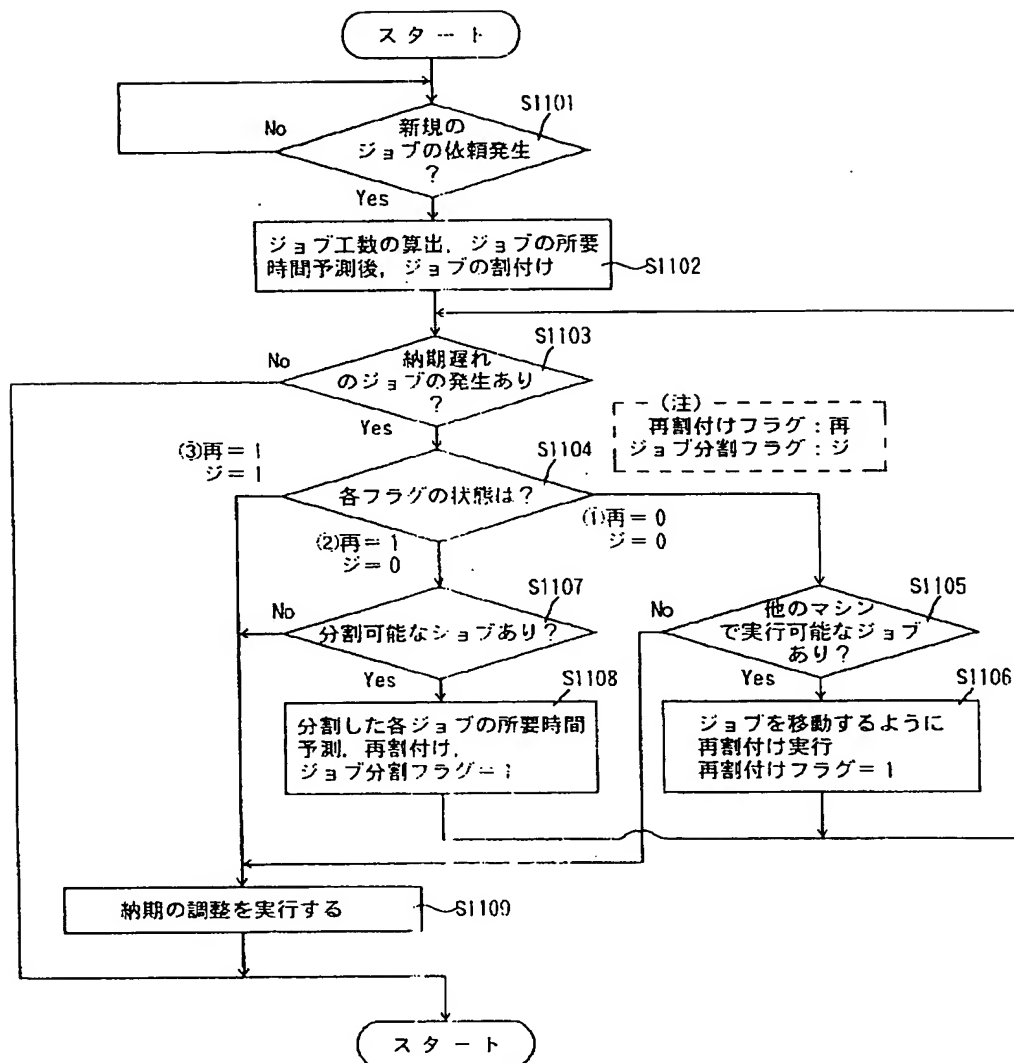 スタート
S1101
No
新規の
ジョブの依頼発生
?
Yes
ジョブ工数の算出, ジョブの所要
時間予測後, ジョブの割付け
S1102
S1103
No
納期遅れ
のジョブの発生あり
?
Yes
(注)
再割付けフラグ:再
ジョブ分割フラグ:ジ
③再=1
ジ=1
S1104
各フラグの状態は?
①再=0
ジ=0
②再=1
ジ=0
S1107
No
分割可能なジョブあり?
Yes
S1105
No
他のマシン
で実行可能なジョブ
あり?
Yes
S1108
分割した各ジョブの所要時間
予測, 再割付け,
ジョブ分割フラグ=1
S1106
ジョブを移動するように
再割付け実行
再割付けフラグ=1
納期の調整を実行する
S1109
スタート